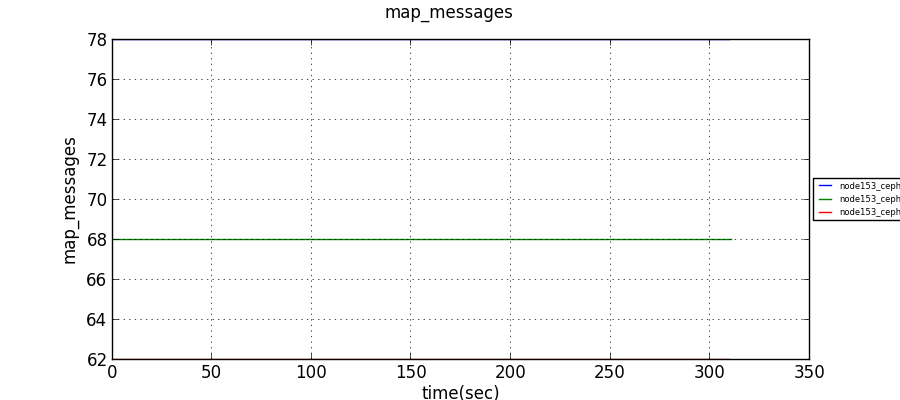 map_messages
78
76
74
72
70
68
66
64
62
map_messages
0 50 100 150 200 250 300 350
time(sec)
node153_ceph
node153_ceph
node153_ceph